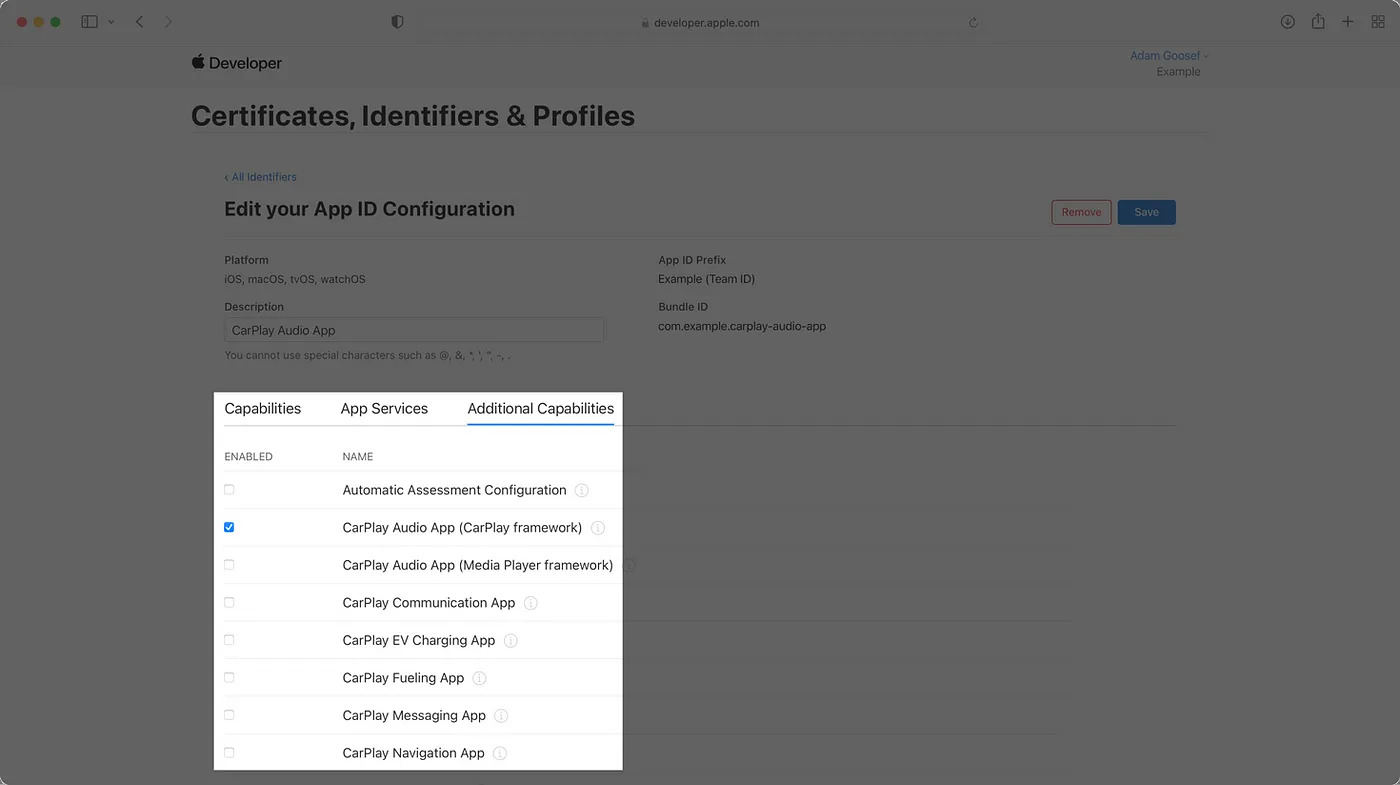 developer.apple.com
Developer
Adam Goosef
Example
Certificates, Identifiers & Profiles
‹ All Identifiers
Edit your App ID Configuration
Remove
Save
Platform
App ID Prefix
iOS, macOS, tvOS, watchOS
Example (Team ID)
Description
Bundle ID
CarPlay Audio App
com.example.carplay-audio-app
You cannot use special characters such as @, &, *, ', ", -, .
Capabilities
App Services
Additional Capabilities
ENABLED
NAME
Automatic Assessment Configuration
CarPlay Audio App (CarPlay framework)
CarPlay Audio App (Media Player framework)
CarPlay Communication App
CarPlay EV Charging App
CarPlay Fueling App
CarPlay Messaging App
CarPlay Navigation App